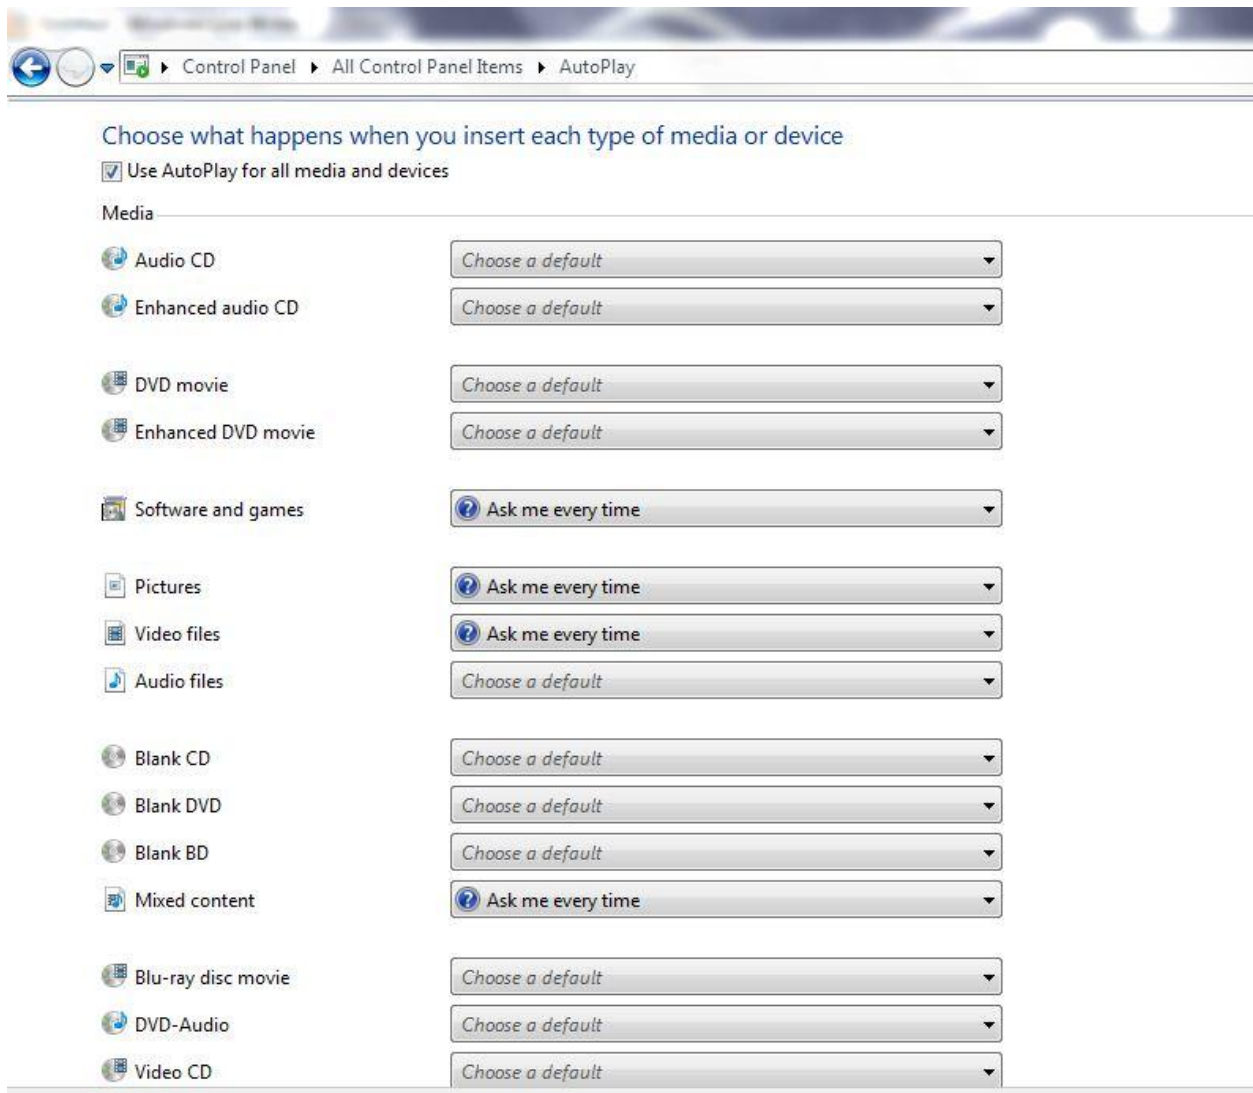 Control Panel All Control Panel Items AutoPlay
Choose what happens when you insert each type of media or device
Use AutoPlay for all media and devices
Media
Audio CD Choose a default
Enhanced audio CD Choose a default
DVD movie Choose a default
Enhanced DVD movie Choose a default
Software and games Ask me every time
Pictures Ask me every time
Video files Ask me every time
Audio files Choose a default
Blank CD Choose a default
Blank DVD Choose a default
Blank BD Choose a default
Mixed content Ask me every time
Blu-ray disc movie Choose a default
DVD-Audio Choose a default
Video CD Choose a default